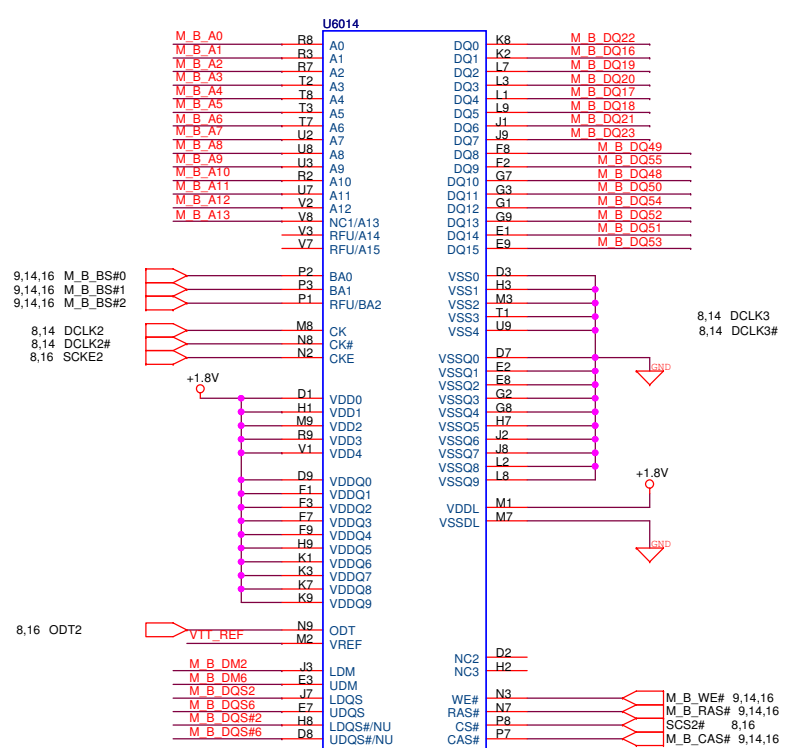 U6014
M_B_A0 R8 A0 DQ0 K8 M_B_DQ22
M_B_A1 R3 A1 DQ1 K2 M_B_DQ16
M_B_A2 R7 A2 DQ2 L7 M_B_DQ19
M_B_A3 T2 A3 DQ3 L3 M_B_DQ20
M_B_A4 T8 A4 DQ4 L1 M_B_DQ17
M_B_A5 T3 A5 DQ5 L9 M_B_DQ18
M_B_A6 T7 A6 DQ6 J1 M_B_DQ21
M_B_A7 U2 A7 DQ7 J9 M_B_DQ23
M_B_A8 U8 A8 DQ8 F8 M_B_DQ49
M_B_A9 U3 A9 DQ9 F2 M_B_DQ55
M_B_A10 R2 A10 DQ10 G7 M_B_DQ48
M_B_A11 U7 A11 DQ11 G3 M_B_DQ50
M_B_A12 V2 A12 DQ12 G1 M_B_DQ54
M_B_A13 V8 NC1/A13 DQ13 G9 M_B_DQ52
V3 RFU/A14 DQ14 E1 M_B_DQ51
V7 RFU/A15 DQ15 E9 M_B_DQ53
9,14,16 M_B_BS#0 P2 BA0 VSS0 D3
9,14,16 M_B_BS#1 P3 BA1 VSS1 H3
9,14,16 M_B_BS#2 P1 RFU/BA2 VSS2 M3
VSS3 T1 8,14 DCLK3
8,14 DCLK2 M8 CK VSS4 U9 8,14 DCLK3#
8,14 DCLK2# N8 CK#
8,16 SCKE2 N2 CKE VSSQ0 D7
VSSQ1 E2 GND
+1.8V VSSQ2 E8
D1 VDD0 VSSQ3 G2
H1 VDD1 VSSQ4 G8
M9 VDD2 VSSQ5 H7
R9 VDD3 VSSQ6 J2
V1 VDD4 VSSQ7 J8
VSSQ8 L2
D9 VDDQ0 VSSQ9 L8 +1.8V
F1 VDDQ1
F3 VDDQ2 VDDL M1
F7 VDDQ3 VSSDL M7
F9 VDDQ4
H9 VDDQ5 GND
K1 VDDQ6
K3 VDDQ7
K7 VDDQ8
K9 VDDQ9
8,16 ODT2 N9 ODT
VTT_REF M2 VREF
NC2 D2
M_B_DM2 J3 LDM NC3 H2
M_B_DM6 E3 UDM
M_B_DQS2 J7 LDQS WE# N3 M_B_WE# 9,14,16
M_B_DQS6 E7 UDQS RAS# N7 M_B_RAS# 9,14,16
M_B_DQS#2 H8 LDQS#/NU CS# P8 SCS2# 8,16
M_B_DQS#6 D8 UDQS#/NU CAS# P7 M_B_CAS# 9,14,16